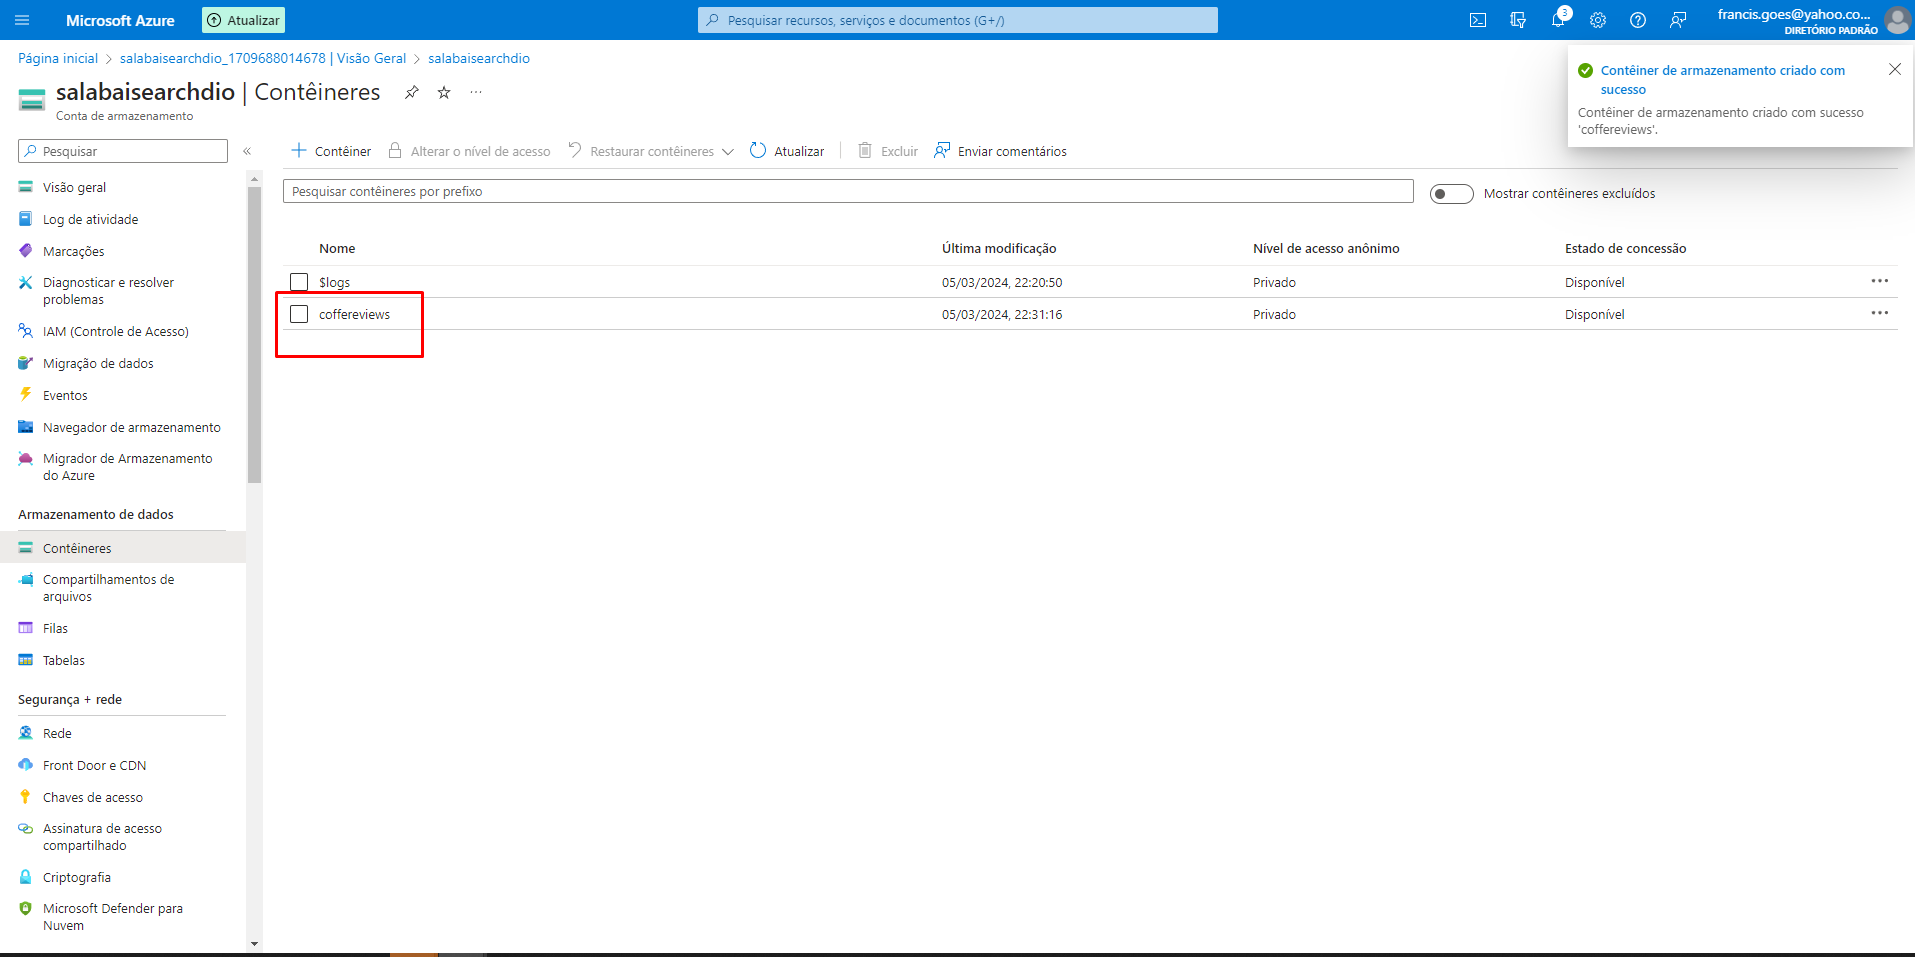 Microsoft Azure
Atualizar
Pesquisar recursos, serviços e documentos (G+/)
3
francis.goes@yahoo.co...
DIRETÓRIO PADRÃO
Página inicial > salabaisearchdio_1709688014678 | Visão Geral > salabaisearchdio
Contêiner de armazenamento criado com
sucesso
Contêiner de armazenamento criado com sucesso
'coffereviews'.
salabaisearchdio | Contêineres
Conta de armazenamento
Pesquisar
«
Contêiner
Alterar o nível de acesso
Restaurar contêineres
Atualizar
Excluir
Enviar comentários
Pesquisar contêineres por prefixo
Mostrar contêineres excluídos
Nome Última modificação Nível de acesso anônimo Estado de concessão
$logs 05/03/2024, 22:20:50 Privado Disponível
coffereviews 05/03/2024, 22:31:16 Privado Disponível
Visão geral
Log de atividade
Marcações
Diagnosticar e resolver
problemas
IAM (Controle de Acesso)
Migração de dados
Eventos
Navegador de armazenamento
Migrador de Armazenamento
do Azure
Armazenamento de dados
Contêineres
Compartilhamentos de
arquivos
Filas
Tabelas
Segurança + rede
Rede
Front Door e CDN
Chaves de acesso
Assinatura de acesso
compartilhado
Criptografia
Microsoft Defender para
Nuvem